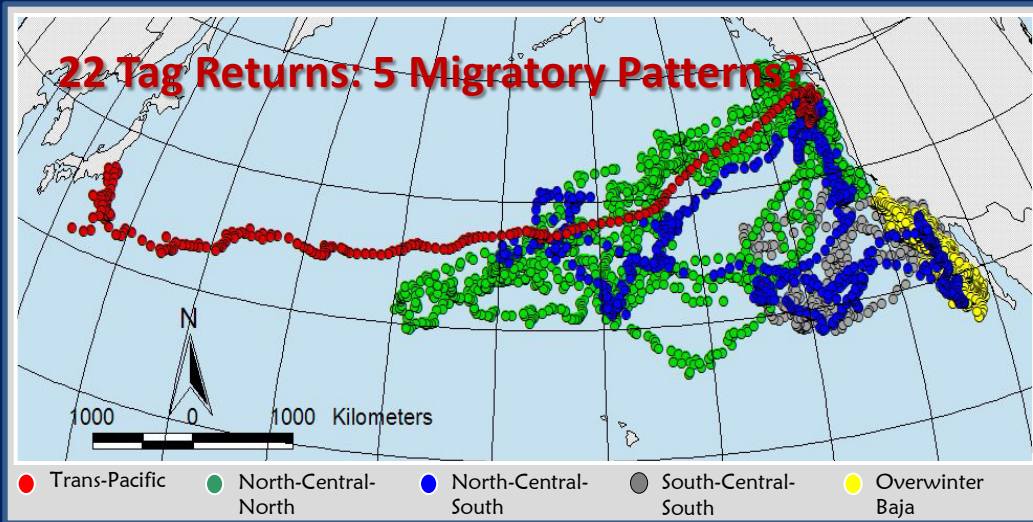 22 Tag Returns: 5 Migratory Patterns?
N
1000 0 1000 Kilometers
Trans-Pacific
North-Central-
North
North-Central-
South
South-Central-
South
Overwinter
Baja